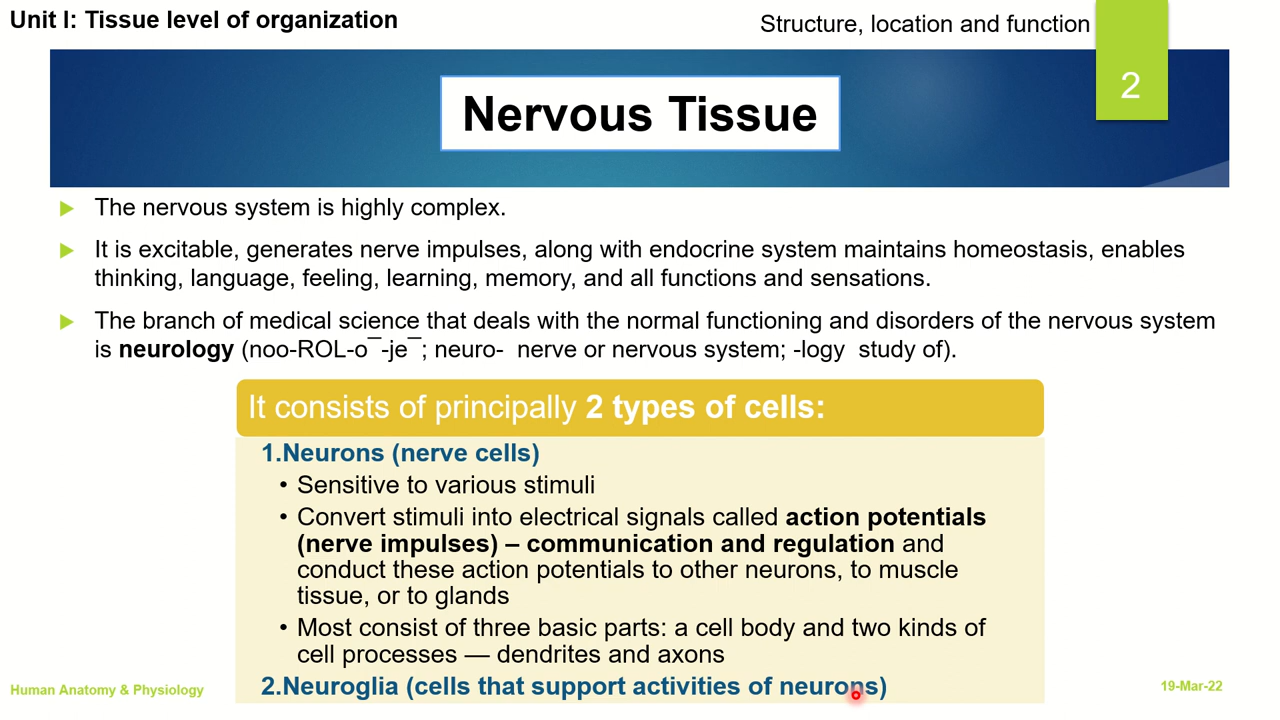 Unit I: Tissue level of organization
Structure, location and function
2
Nervous Tissue
The nervous system is highly complex.
It is excitable, generates nerve impulses, along with endocrine system maintains homeostasis, enables
thinking, language, feeling, learning, memory, and all functions and sensations.
The branch of medical science that deals with the normal functioning and disorders of the nervous system
is neurology (noo-ROL-o¯-je¯; neuro- nerve or nervous system; -logy study of).
It consists of principally 2 types of cells:
1.Neurons (nerve cells)
• Sensitive to various stimuli
• Convert stimuli into electrical signals called action potentials
(nerve impulses) – communication and regulation and
conduct these action potentials to other neurons, to muscle
tissue, or to glands
• Most consist of three basic parts: a cell body and two kinds of
cell processes — dendrites and axons
2.Neuroglia (cells that support activities of neurons)
Human Anatomy & Physiology
19-Mar-22